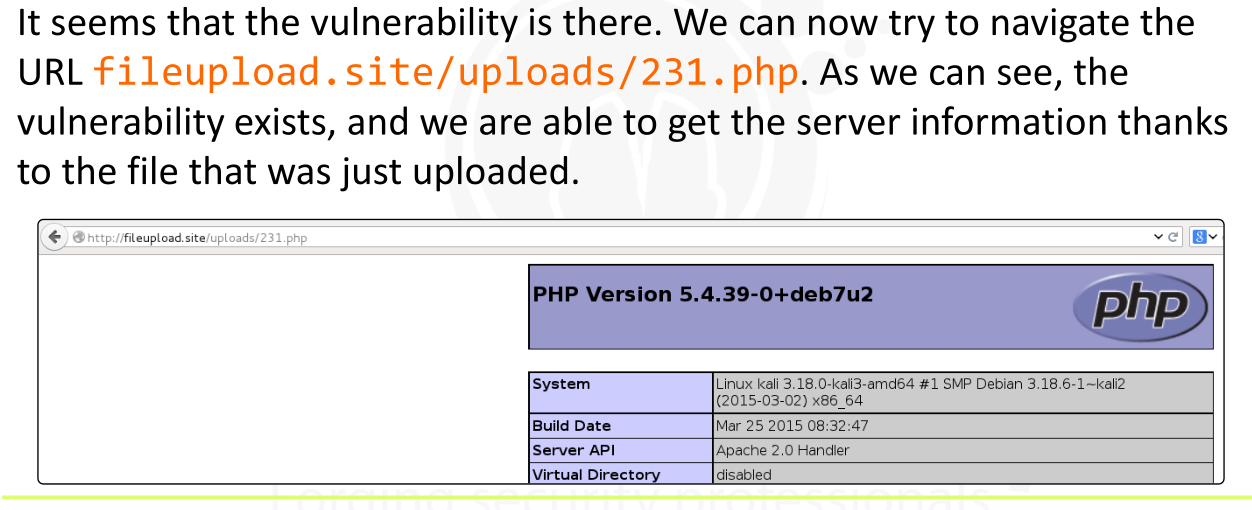 It seems that the vulnerability is there. We can now try to navigate the
URL fileupload.site/uploads/231.php. As we can see, the
vulnerability exists, and we are able to get the server information thanks
to the file that was just uploaded.
http://fileupload.site/uploads/231.php
8
PHP Version 5.4.39-0+deb7u2
php
System
Linux kali 3.18.0-kali3-amd64 #1 SMP Debian 3.18.6-1~kali2
(2015-03-02) x86_64
Build Date
Mar 25 2015 08:32:47
Server API
Apache 2.0 Handler
Virtual Directory
disabled
Forging security professionals